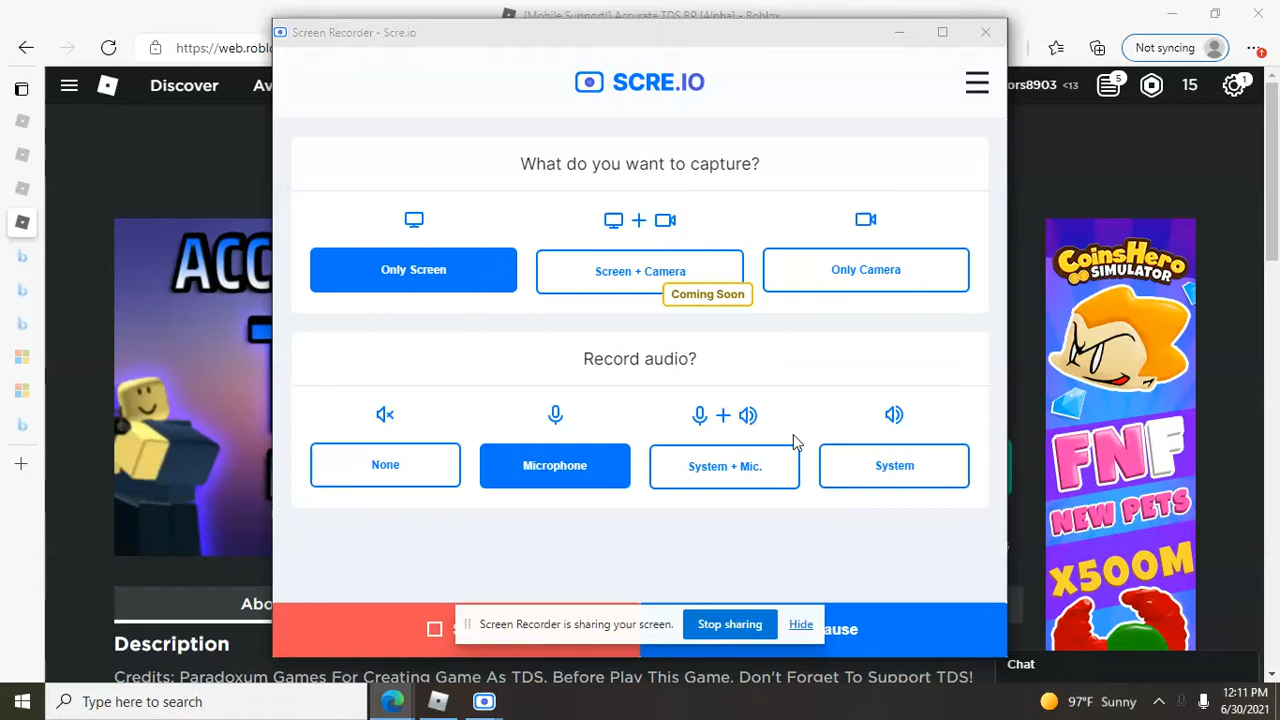 [Mobile Support!] Accurate TDS RP [Alpha] - Roblox
Screen Recorder - Scre.io
https://web.roblo
Not syncing
SCRE.IO
Discover
Av
ors8903
<13
5
15
1
What do you want to capture?
Only Screen
Screen + Camera
Only Camera
Coming Soon
ACC
CoinsHero
SIMULATOR
Record audio?
None
Microphone
System + Mic.
System
FNF
NEW PETS
X500M
Abo
Screen Recorder is sharing your screen.
Stop sharing
Hide
ause
Description
Chat
Credits: Paradoxum Games For Creating Game As TDS. Before Play This Game, Don't Forget To Support TDS!
Type here to search
97°F Sunny
12:11 PM
6/30/2021